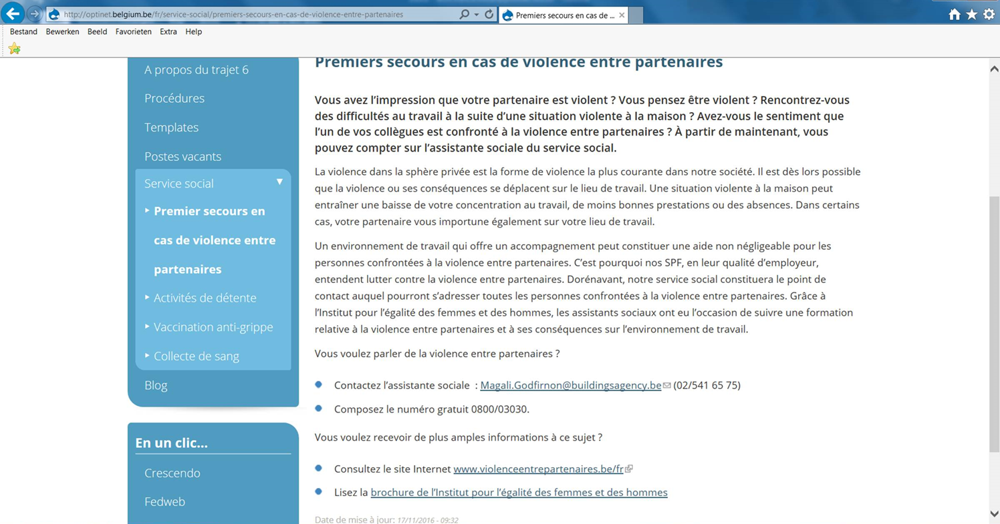 http://optinet.belgium.be/fr/service-social/premiers-secours-en-cas-de-violence-entre-partenaires
Premiers secours en cas de ...
Bestand Bewerken Beeld Favorieten Extra Help
A propos du trajet 6
Procédures
Templates
Postes vacants
Service social
Premier secours en
cas de violence entre
partenaires
Activités de détente
Vaccination anti-grippe
Collecte de sang
Blog
En un clic...
Crescendo
Fedweb
Premiers secours en cas de violence entre partenaires
Vous avez l’impression que votre partenaire est violent ? Vous pensez être violent ? Rencontrez-vous
des difficultés au travail à la suite d’une situation violente à la maison ? Avez-vous le sentiment que
l’un de vos collègues est confronté à la violence entre partenaires ? À partir de maintenant, vous
pouvez compter sur l’assistante sociale du service social.
La violence dans la sphère privée est la forme de violence la plus courante dans notre société. Il est dès lors possible
que la violence ou ses conséquences se déplacent sur le lieu de travail. Une situation violente à la maison peut
entraîner une baisse de votre concentration au travail, de moins bonnes prestations ou des absences. Dans certains
cas, votre partenaire vous importune également sur votre lieu de travail.
Un environnement de travail qui offre un accompagnement peut constituer une aide non négligeable pour les
personnes confrontées à la violence entre partenaires. C’est pourquoi nos SPF, en leur qualité d’employeur,
entendent lutter contre la violence entre partenaires. Dorénavant, notre service social constituera le point de
contact auquel pourront s’adresser toutes les personnes confrontées à la violence entre partenaires. Grâce à
l’Institut pour l’égalité des femmes et des hommes, les assistants sociaux ont eu l’occasion de suivre une formation
relative à la violence entre partenaires et à ses conséquences sur l’environnement de travail.
Vous voulez parler de la violence entre partenaires ?
Contactez l’assistante sociale : Magali.Godfirnon@buildingsagency.be (02/541 65 75)
Composez le numéro gratuit 0800/03030.
Vous voulez recevoir de plus amples informations à ce sujet ?
Consultez le site Internet www.violenceentrepartenaires.be/fr
Lisez la brochure de l’Institut pour l’égalité des femmes et des hommes
Date de mise à jour: 17/11/2016 - 09:32